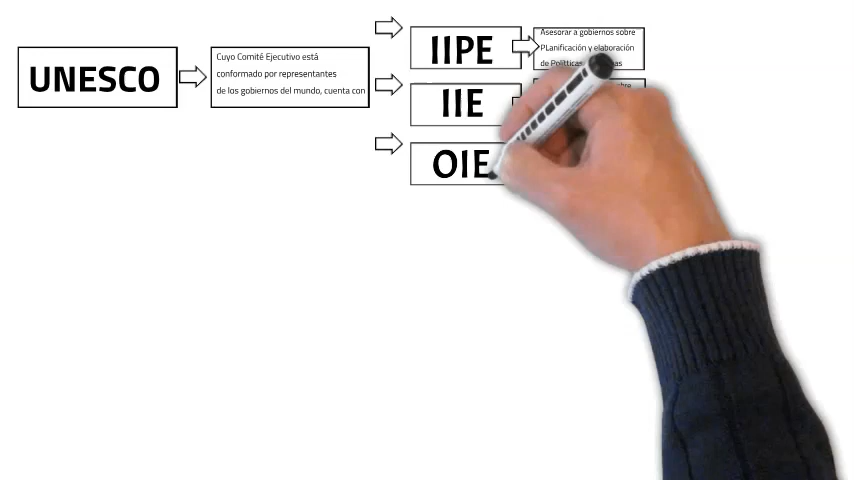 UNESCO
Cuyo Comité Ejecutivo está
conformado por representantes
de los gobiernos del mundo, cuenta con
IIPE
Asesorar a gobiernos sobre
PLanificación y elaboración
de Políticas
IIE
OIE